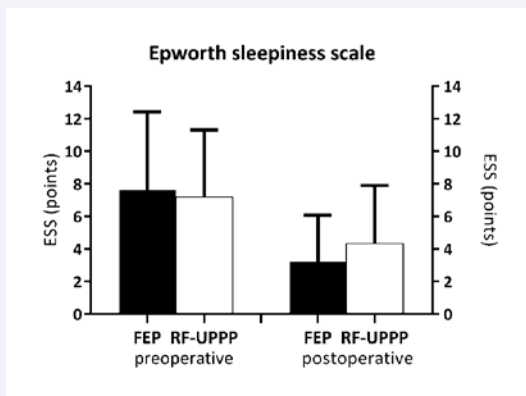 Epworth sleepiness scale
14 14
12 12
10 10
8 8
6 6
4 4
2 2
0 0
ESS (points)
ESS (points)
FEP RF-UPPP FEP RF-UPPP
preoperative postoperative